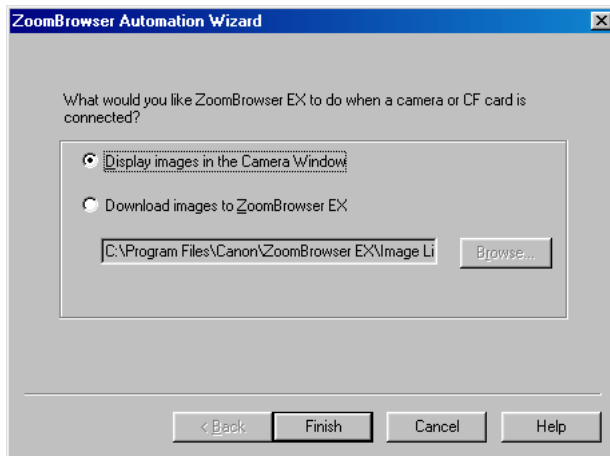 ZoomBrowser Automation Wizard
What would you like ZoomBrowser EX to do when a camera or CF card is
connected?
Display images in the Camera Window
Download images to ZoomBrowser EX
C:\Program Files\Canon\ZoomBrowser EX\Image Li
Browse...
< Back
Finish
Cancel
Help